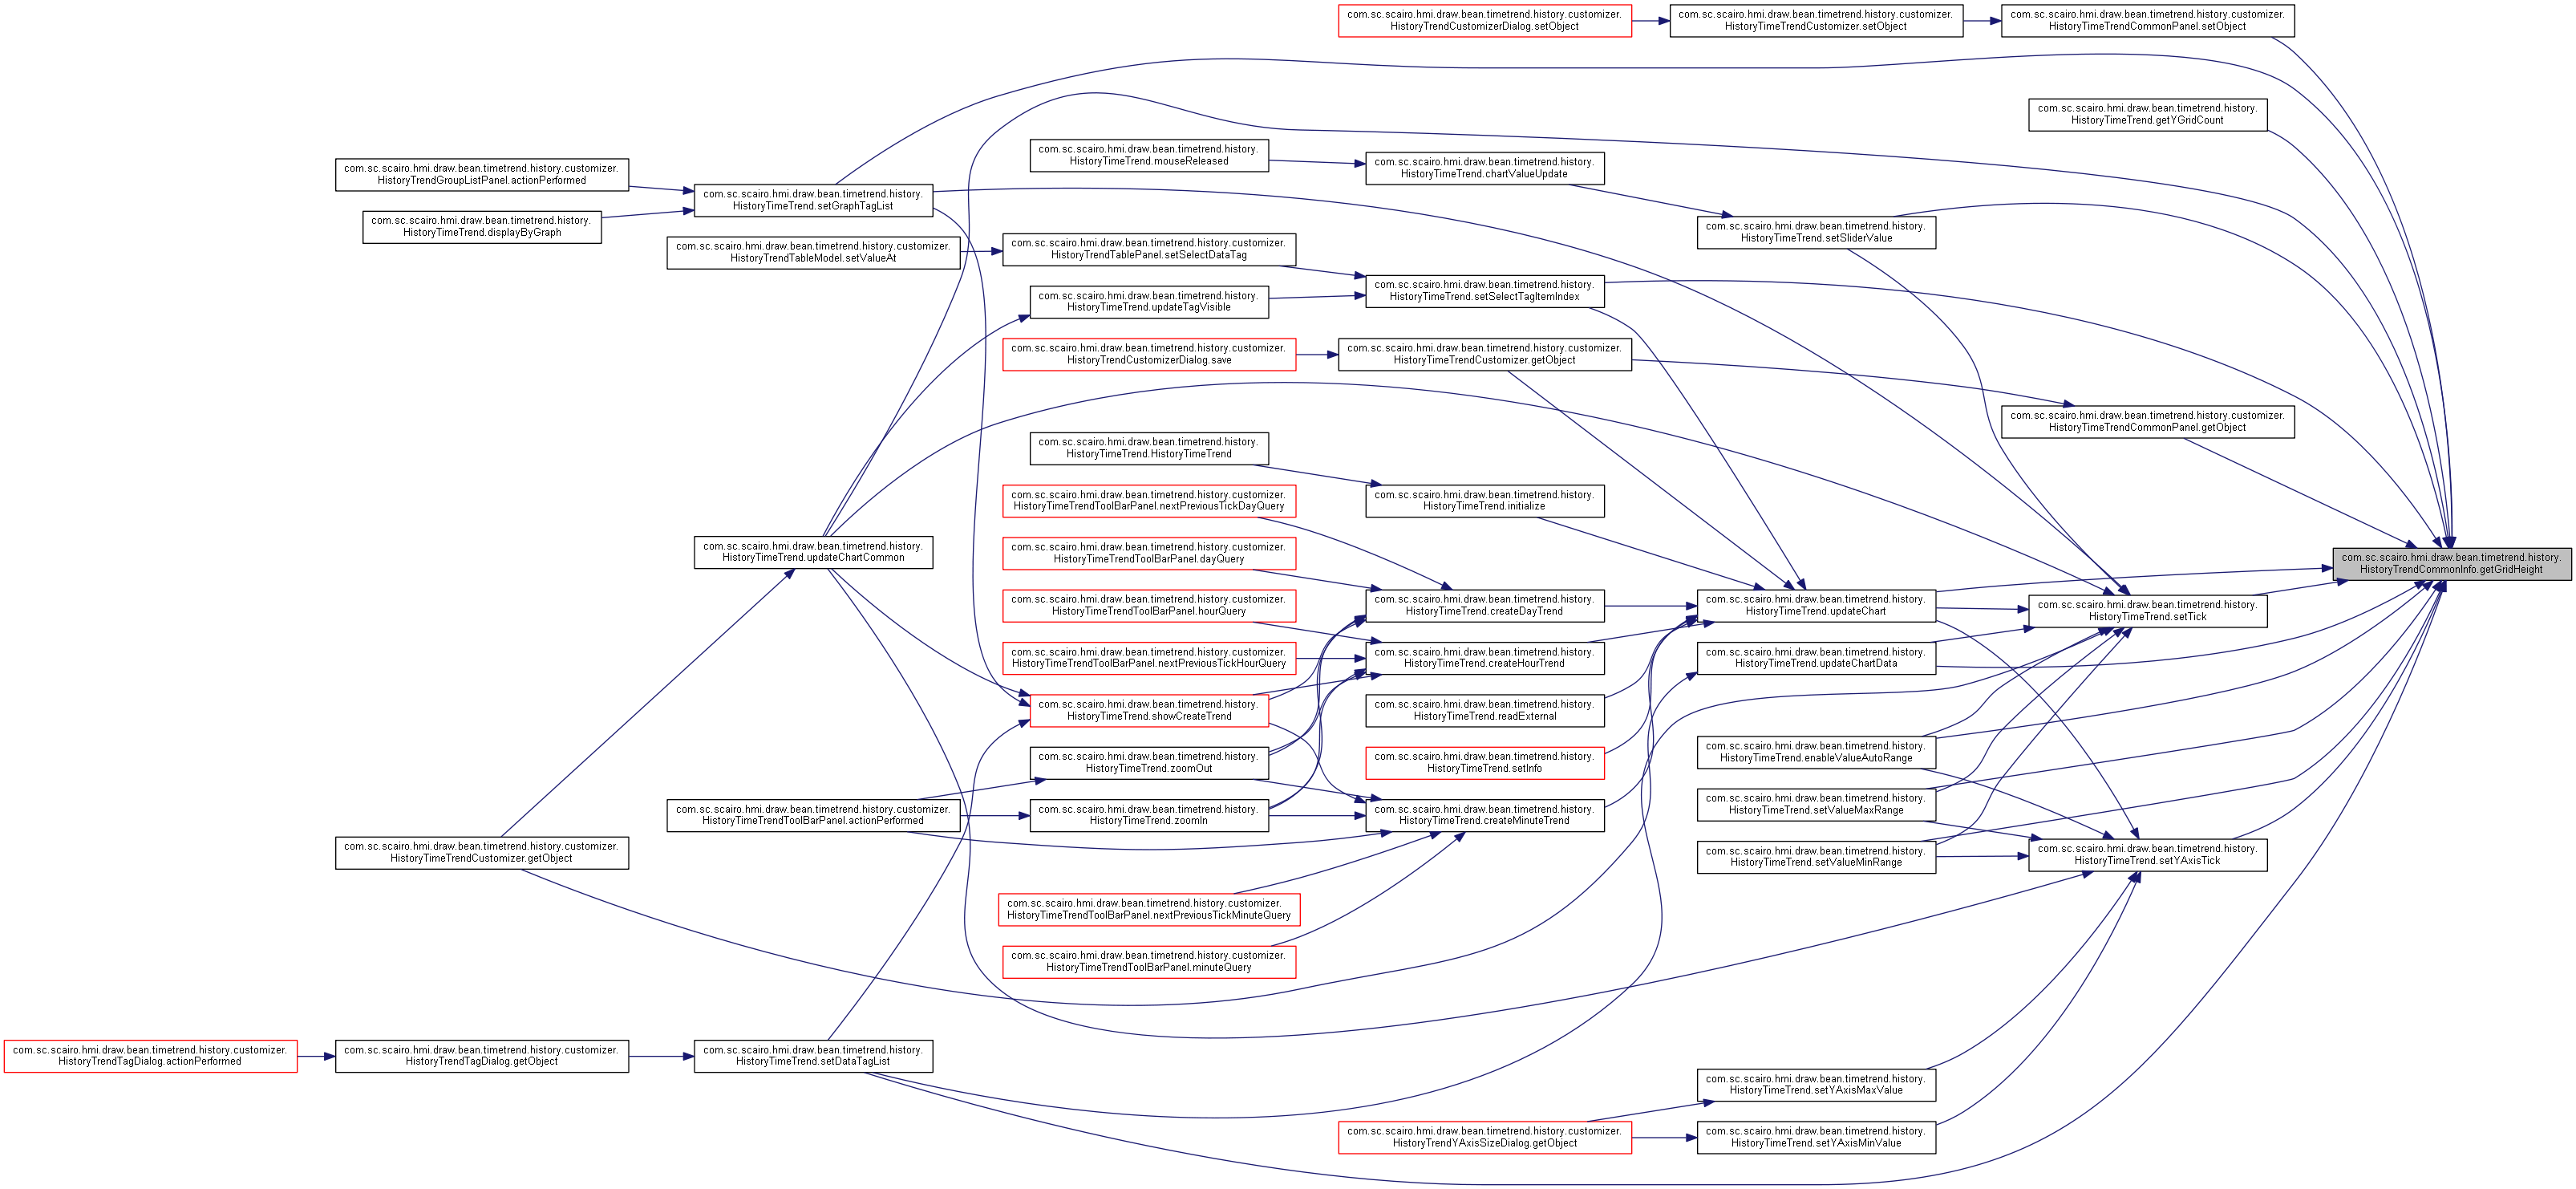 com.sc.scairo.hmi.draw.bean.timetrend.history.customizer.
HistoryTrendCustomizerDialog.setObject
com.sc.scairo.hmi.draw.bean.timetrend.history.customizer.
HistoryTimeTrendCustomizer.setObject
com.sc.scairo.hmi.draw.bean.timetrend.history.customizer.
HistoryTimeTrendCommonPanel.setObject
com.sc.scairo.hmi.draw.bean.timetrend.history.
HistoryTimeTrend.getYGridCount
com.sc.scairo.hmi.draw.bean.timetrend.history.
HistoryTimeTrend.mouseReleased
com.sc.scairo.hmi.draw.bean.timetrend.history.
HistoryTimeTrend.chartValueUpdate
com.sc.scairo.hmi.draw.bean.timetrend.history.customizer.
HistoryTrendGroupListPanel.actionPerformed
com.sc.scairo.hmi.draw.bean.timetrend.history.
HistoryTimeTrend.setGraphTagList
com.sc.scairo.hmi.draw.bean.timetrend.history.
HistoryTimeTrend.displayByGraph
com.sc.scairo.hmi.draw.bean.timetrend.history.
HistoryTimeTrend.setSliderValue
com.sc.scairo.hmi.draw.bean.timetrend.history.customizer.
HistoryTrendTableModel.setValueAt
com.sc.scairo.hmi.draw.bean.timetrend.history.customizer.
HistoryTrendTablePanel.setSelectDataTag
com.sc.scairo.hmi.draw.bean.timetrend.history.
HistoryTimeTrend.setSelectTagItemIndex
com.sc.scairo.hmi.draw.bean.timetrend.history.
HistoryTimeTrend.updateTagVisible
com.sc.scairo.hmi.draw.bean.timetrend.history.customizer.
HistoryTrendCustomizerDialog.save
com.sc.scairo.hmi.draw.bean.timetrend.history.customizer.
HistoryTimeTrendCustomizer.getObject
com.sc.scairo.hmi.draw.bean.timetrend.history.customizer.
HistoryTimeTrendCommonPanel.getObject
com.sc.scairo.hmi.draw.bean.timetrend.history.
HistoryTimeTrend.HistoryTimeTrend
com.sc.scairo.hmi.draw.bean.timetrend.history.customizer.
HistoryTimeTrendToolBarPanel.nextPreviousTickDayQuery
com.sc.scairo.hmi.draw.bean.timetrend.history.
HistoryTimeTrend.initialize
com.sc.scairo.hmi.draw.bean.timetrend.history.
HistoryTimeTrend.updateChartCommon
com.sc.scairo.hmi.draw.bean.timetrend.history.customizer.
HistoryTimeTrendToolBarPanel.dayQuery
com.sc.scairo.hmi.draw.bean.timetrend.history.
HistoryTrendCommonInfo.getGridHeight
com.sc.scairo.hmi.draw.bean.timetrend.history.customizer.
HistoryTimeTrendToolBarPanel.hourQuery
com.sc.scairo.hmi.draw.bean.timetrend.history.
HistoryTimeTrend.createDayTrend
com.sc.scairo.hmi.draw.bean.timetrend.history.
HistoryTimeTrend.updateChart
com.sc.scairo.hmi.draw.bean.timetrend.history.
HistoryTimeTrend.setTick
com.sc.scairo.hmi.draw.bean.timetrend.history.customizer.
HistoryTimeTrendToolBarPanel.nextPreviousTickHourQuery
com.sc.scairo.hmi.draw.bean.timetrend.history.
HistoryTimeTrend.createHourTrend
com.sc.scairo.hmi.draw.bean.timetrend.history.
HistoryTimeTrend.updateChartData
com.sc.scairo.hmi.draw.bean.timetrend.history.
HistoryTimeTrend.showCreateTrend
com.sc.scairo.hmi.draw.bean.timetrend.history.
HistoryTimeTrend.readExternal
com.sc.scairo.hmi.draw.bean.timetrend.history.
HistoryTimeTrend.zoomOut
com.sc.scairo.hmi.draw.bean.timetrend.history.
HistoryTimeTrend.setInfo
com.sc.scairo.hmi.draw.bean.timetrend.history.
HistoryTimeTrend.enableValueAutoRange
com.sc.scairo.hmi.draw.bean.timetrend.history.customizer.
HistoryTimeTrendToolBarPanel.actionPerformed
com.sc.scairo.hmi.draw.bean.timetrend.history.
HistoryTimeTrend.zoomIn
com.sc.scairo.hmi.draw.bean.timetrend.history.
HistoryTimeTrend.createMinuteTrend
com.sc.scairo.hmi.draw.bean.timetrend.history.
HistoryTimeTrend.setValueMaxRange
com.sc.scairo.hmi.draw.bean.timetrend.history.customizer.
HistoryTimeTrendCustomizer.getObject
com.sc.scairo.hmi.draw.bean.timetrend.history.
HistoryTimeTrend.setValueMinRange
com.sc.scairo.hmi.draw.bean.timetrend.history.
HistoryTimeTrend.setYAxisTick
com.sc.scairo.hmi.draw.bean.timetrend.history.customizer.
HistoryTimeTrendToolBarPanel.nextPreviousTickMinuteQuery
com.sc.scairo.hmi.draw.bean.timetrend.history.customizer.
HistoryTimeTrendToolBarPanel.minuteQuery
com.sc.scairo.hmi.draw.bean.timetrend.history.customizer.
HistoryTrendTagDialog.actionPerformed
com.sc.scairo.hmi.draw.bean.timetrend.history.customizer.
HistoryTrendTagDialog.getObject
com.sc.scairo.hmi.draw.bean.timetrend.history.
HistoryTimeTrend.setDataTagList
com.sc.scairo.hmi.draw.bean.timetrend.history.
HistoryTimeTrend.setYAxisMaxValue
com.sc.scairo.hmi.draw.bean.timetrend.history.customizer.
HistoryTrendYAxisSizeDialog.getObject
com.sc.scairo.hmi.draw.bean.timetrend.history.
HistoryTimeTrend.setYAxisMinValue